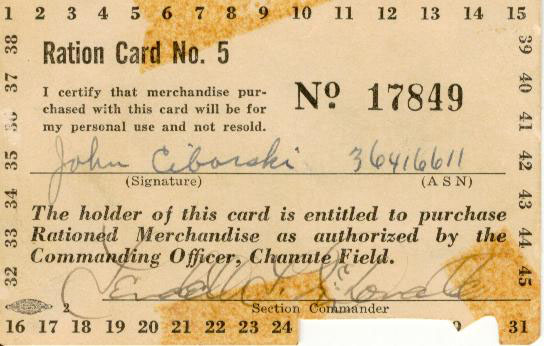 1 2 3 4 5 6 7 8 9 10 11 12 13 14 15
38 37 36 35 34 33 32
Ration Card No. 5
Nº 17849
I certify that merchandise pur-
chased with this card will be for
my personal use and not resold.
John Ciborski 36416611
(Signature) (A S N)
The holder of this card is entitled to purchase
Rationed Merchandise as authorized by the
Commanding Officer, Chanute Field.
2
Section Commander
39 40 41 42 43 44 45
16 17 18 19 20 21 22 23 24 31